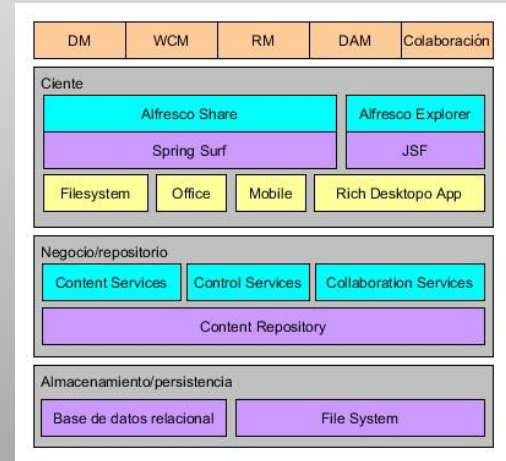 DM WCM RM DAM Colaboración
Ciente
Alfresco Share Alfresco Explorer
Spring Surf JSF
Filesystem Office Mobile Rich Desktopo App
Negocio/repositorio
Content Services Control Services Collaboration Services
Content Repository
Almacenamiento/persistencia
Base de datos relacional File System